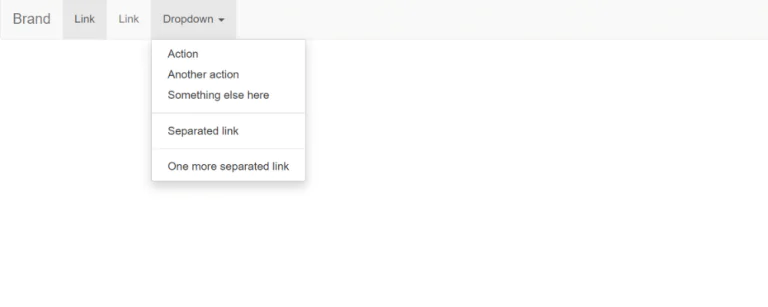 Brand Link Link Dropdown
Action
Another action
Something else here
Separated link
One more separated link